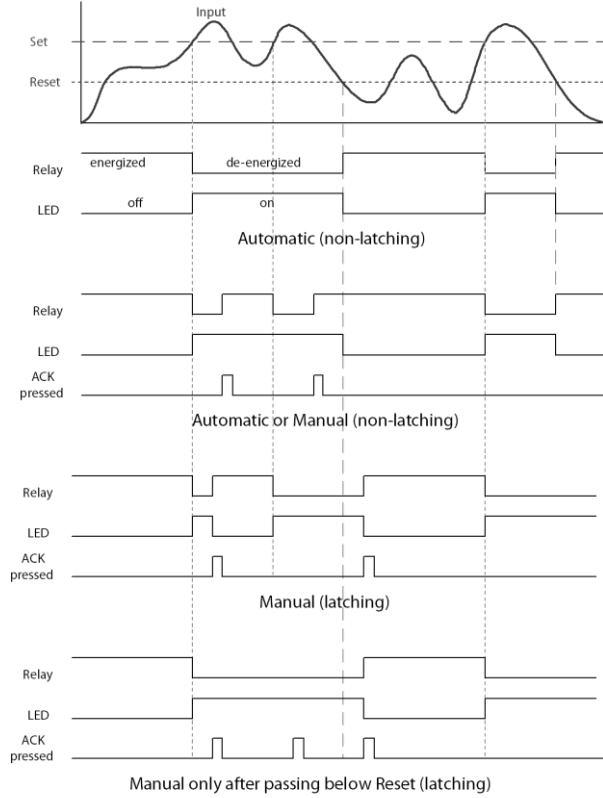 Input
Set
Reset
energized
de-energized
Relay
off
on
LED
Automatic (non-latching)
Relay
LED
ACK
pressed
Automatic or Manual (non-latching)
Relay
LED
ACK
pressed
Manual (latching)
Relay
LED
ACK
pressed
Manual only after passing below Reset (latching)